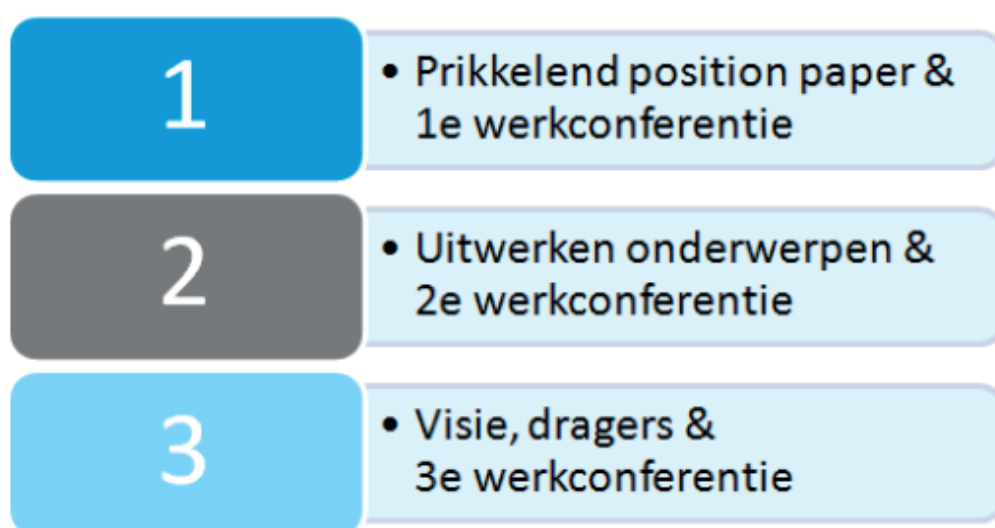 1
• Prikkelend position paper &
1e werkconferentie
2
• Uitwerken onderwerpen &
2e werkconferentie
3
• Visie, dragers &
3e werkconferentie